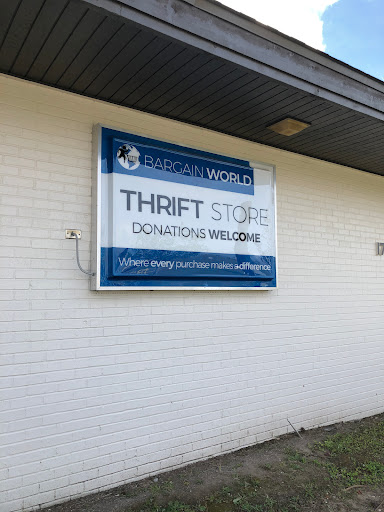 BARGAIN WORLD
THRIFT STORE
DONATIONS WELCOME
Where every purchase makes a difference